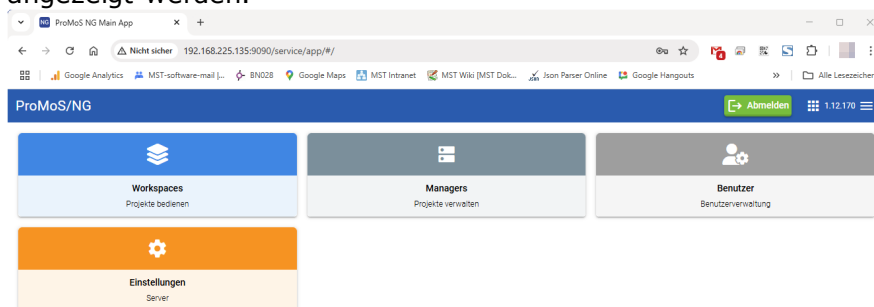 angezeigt werden.
NG ProMoS NG Main App × +
Nicht sicher 192.168.225.135:9090/service/app/#/
Google Analytics MST-software-mail |... BN028 Google Maps MST Intranet MST Wiki [MST Dok... Json Parser Online Google Hangouts » Alle Lesezeichen
ProMoS/NG Abmelden 1.12.170
Workspaces Managers Benutzer
Projekte bedienen Projekte verwalten Benutzerverwaltung
Einstellungen
Server